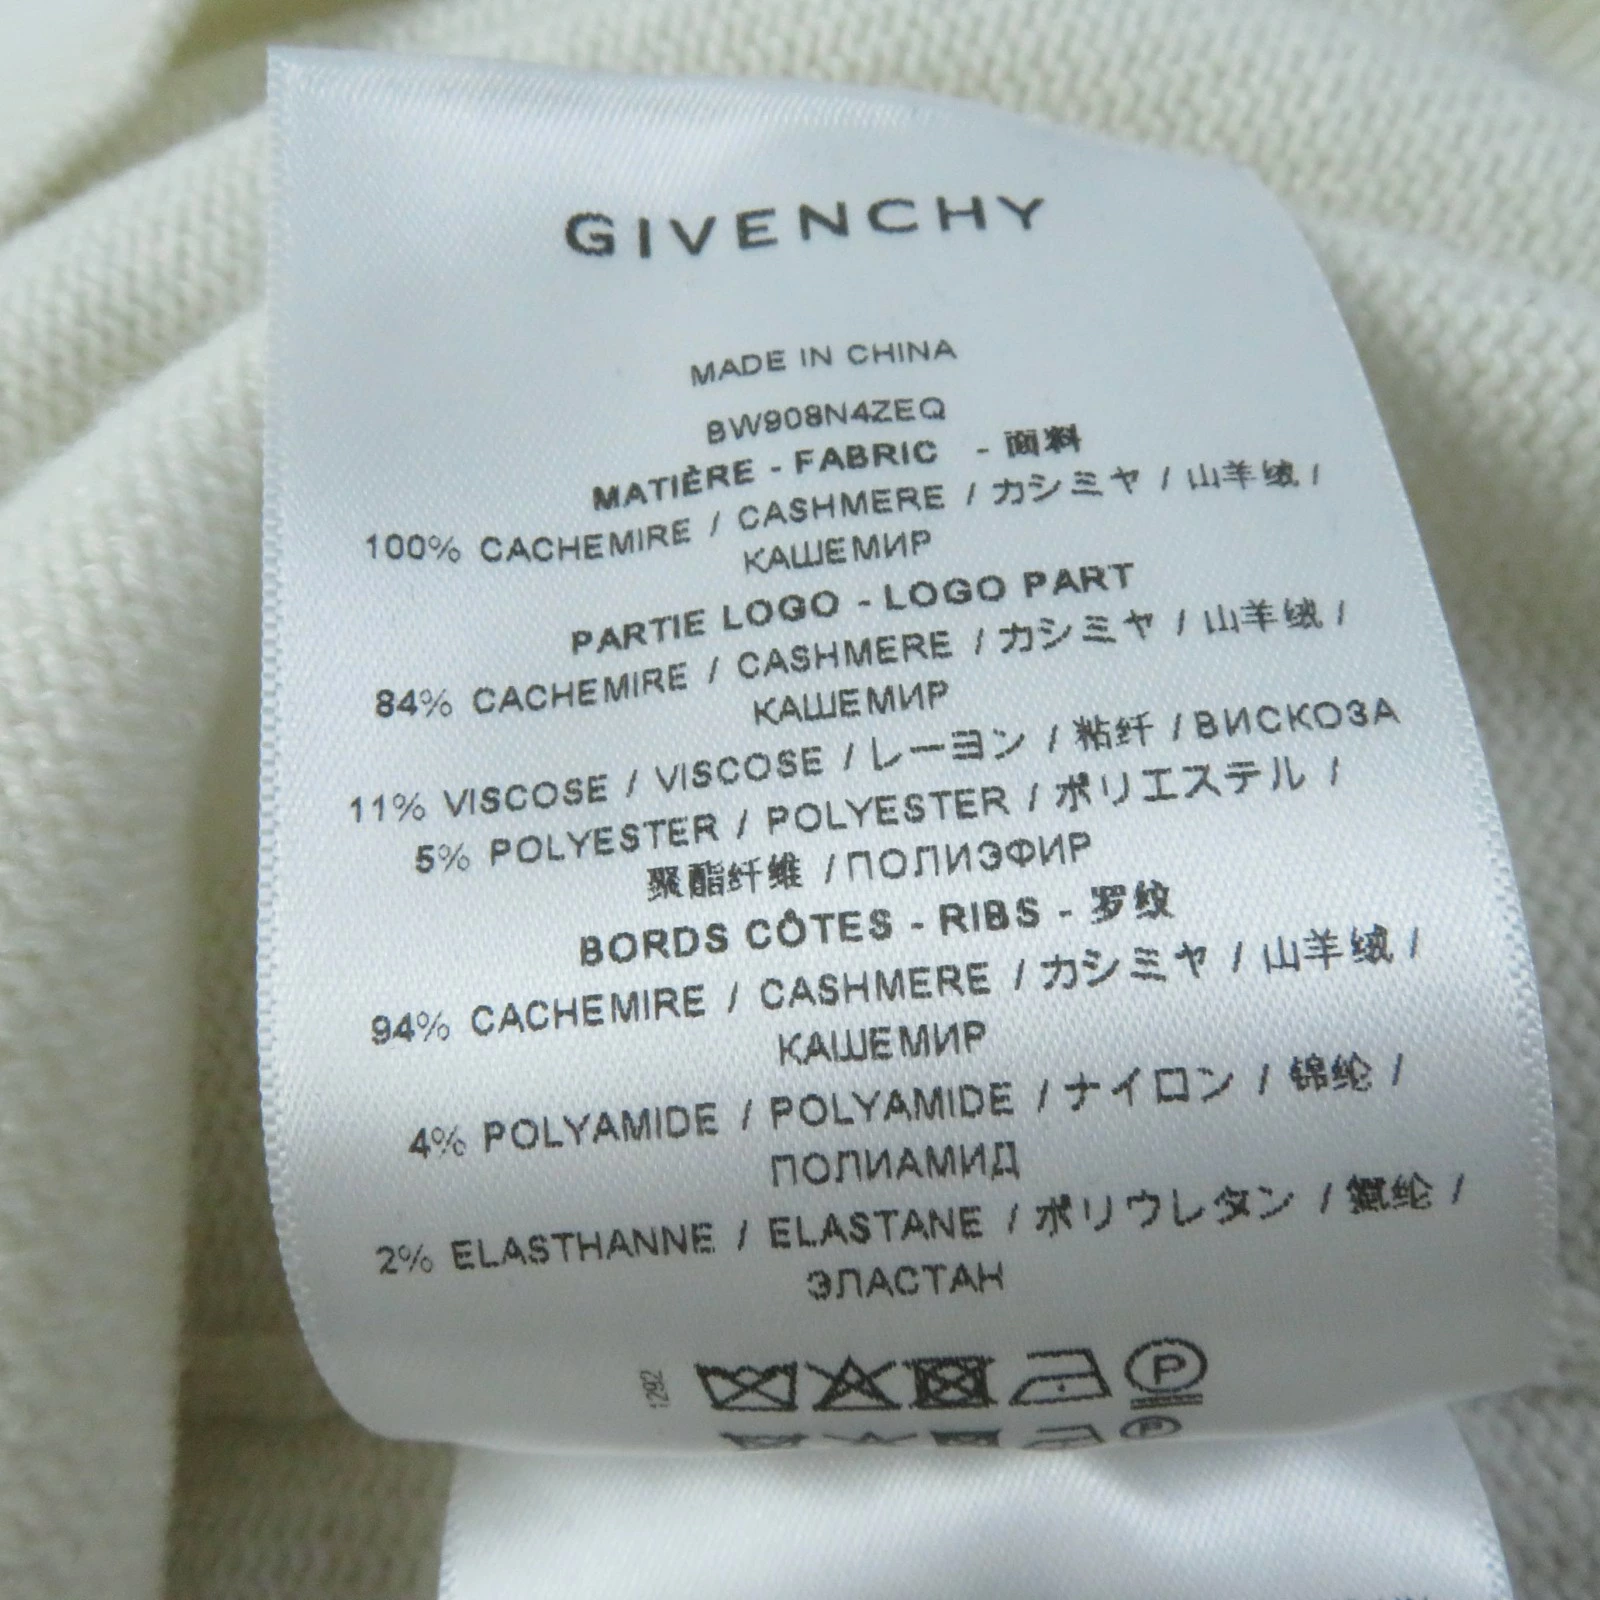 GIVENCHY
MADE IN CHINA
BW908N4ZEQ
MATIÈRE - FABRIC - 面料
100% CACHEMIRE / CASHMERE / カシミヤ / 山羊绒 /
КАШЕМИР
PARTIE LOGO - LOGO PART
84% CACHEMIRE / CASHMERE / カシミヤ / 山羊绒 /
КАШЕМИР
11% VISCOSE / VISCOSE / レーヨン / 粘纤 / ВИСКОЗА
5% POLYESTER / POLYESTER / ポリエステル /
聚酯纤维 / ПОЛИЭФИР
BORDS CÔTES - RIBS - 罗纹
94% CACHEMIRE / CASHMERE / カシミヤ / 山羊绒 /
КАШЕМИР
4% POLYAMIDE / POLYAMIDE / ナイロン / 锦纶 /
ПОЛИАМИД
2% ELASTHANNE / ELASTANE / ポリウレタン / 氨纶 /
ЭЛАСТАН
1292
P
P